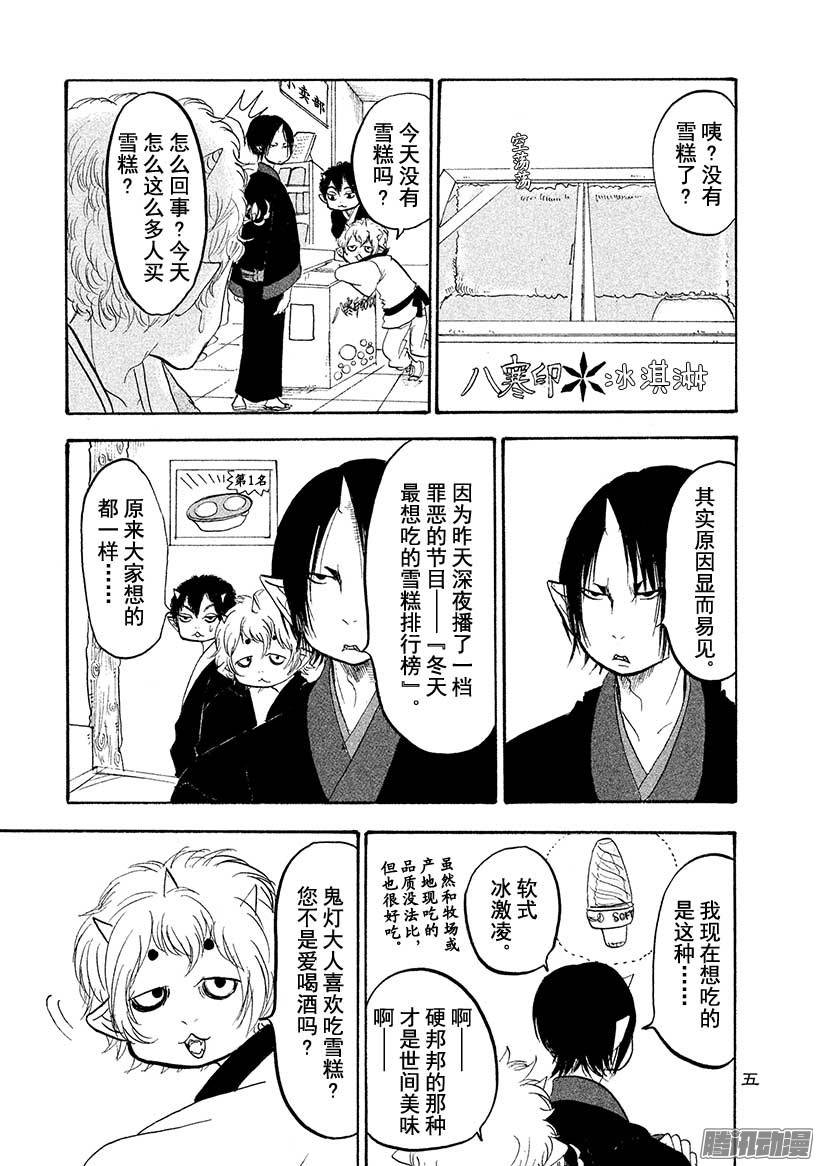 咦？没有
雪糕了？
空荡荡
八寒印
冰淇淋
小卖部
今天没有
雪糕吗？
八寒印
怎么回事？今天
怎么这么多人买
雪糕？
其实原因显而易见。
因为昨天深夜播了一档
罪恶的节目——『冬天
最想吃的雪糕排行榜』。
第1名
原来大家想的
都一样……
我现在想吃的
是这种……
SOFT
软式
冰激凌。
虽然和牧场或
产地现吃的
品质没法比，
但也很好吃。
啊——
硬邦邦的那种
才是世间美味
啊——
鬼灯大人喜欢吃雪糕？
您不是爱喝酒吗？
五
腾讯动漫